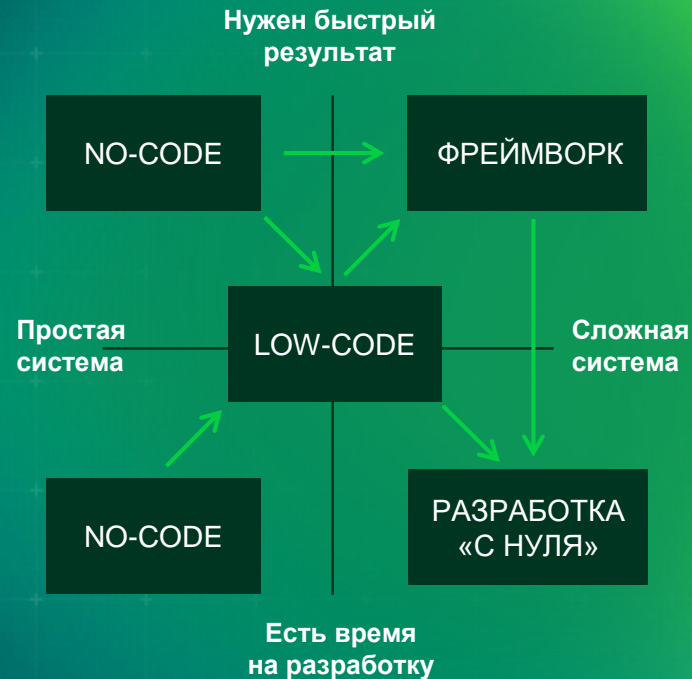 Нужен быстрый
результат
NO-CODE
ФРЕЙМВОРК
Простая
система
LOW-CODE
Сложная
система
NO-CODE
РАЗРАБОТКА
«С НУЛЯ»
Есть время
на разработку